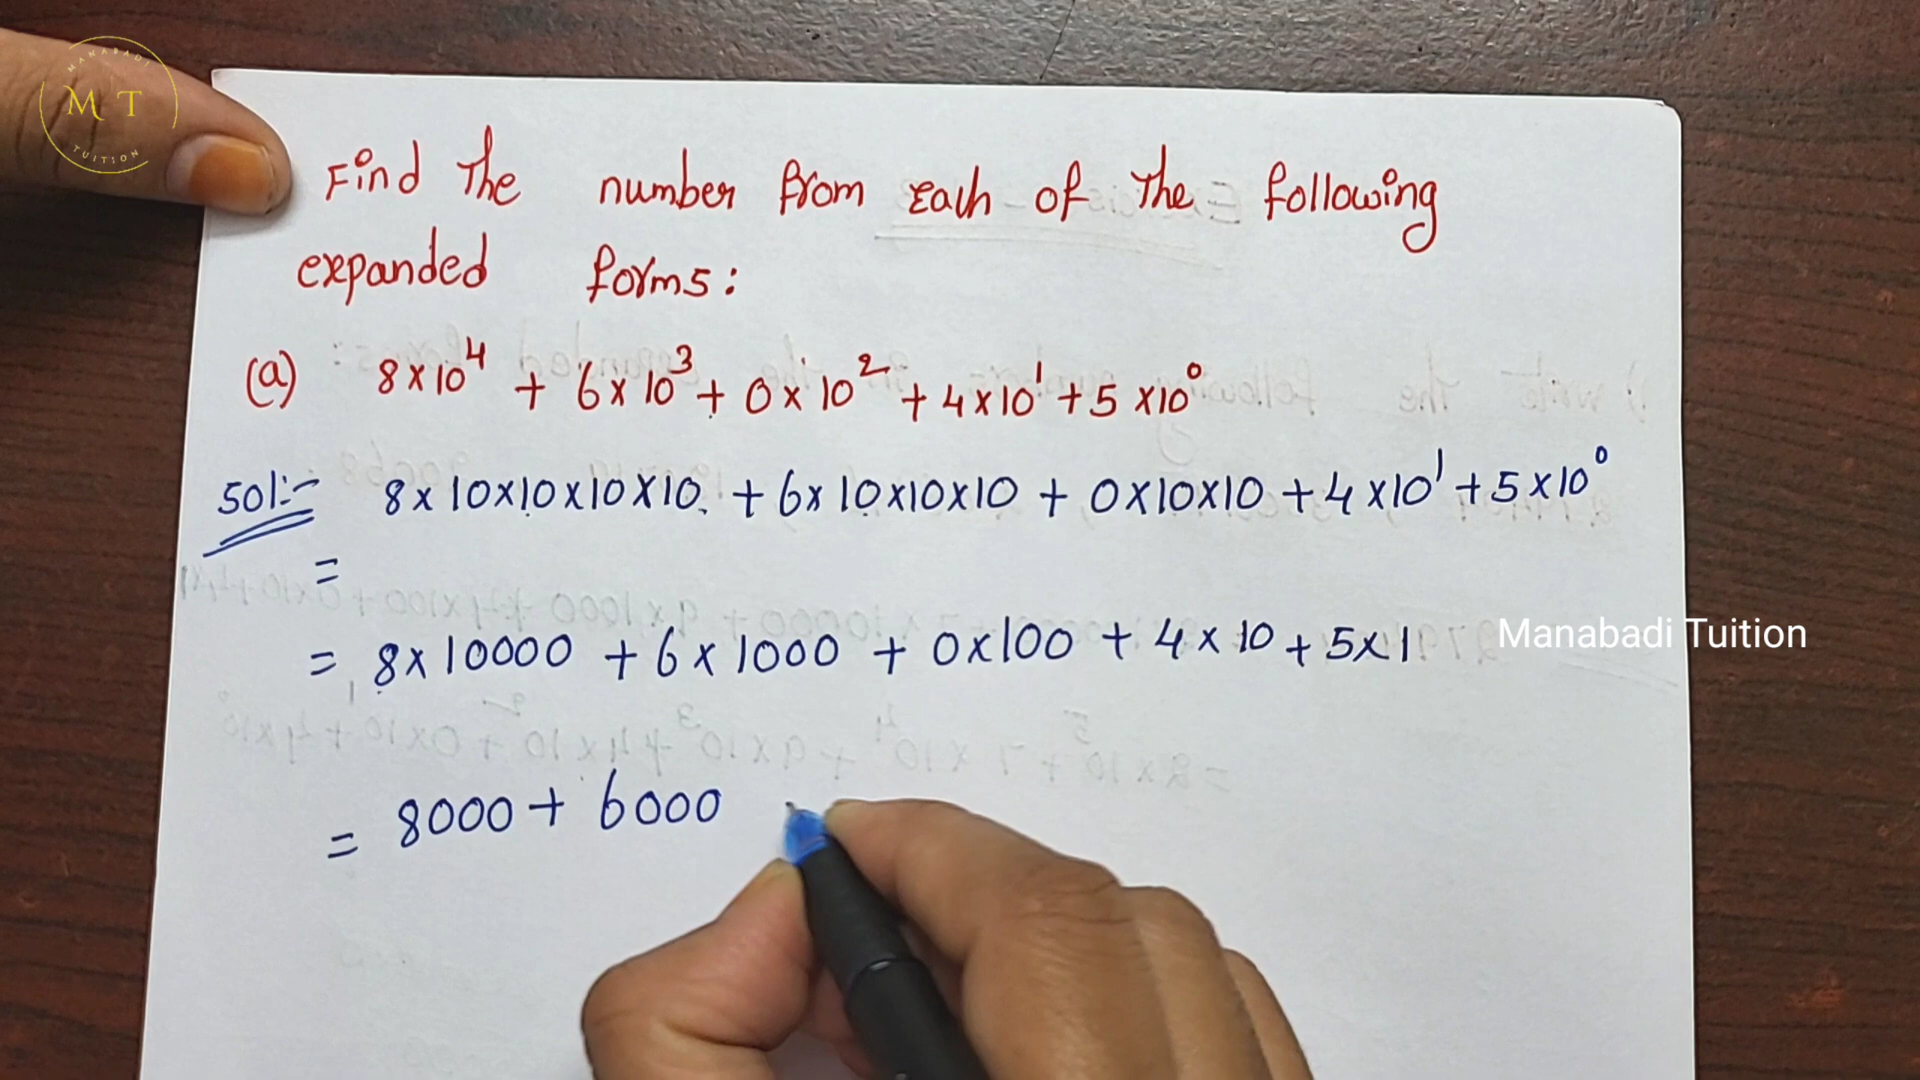 MANABADI
M T
TUITION
Find The number from each of the following
expanded forms:
(a) 8×10⁴ + 6×10³ + 0×10² + 4×10¹ + 5×10⁰
Sol:- 8×10×10×10×10 + 6×10×10×10 + 0×10×10 + 4×10¹ + 5×10⁰
=
= 8×10000 + 6×1000 + 0×100 + 4×10 + 5×1
Manabadi Tuition
= 8000 + 6000